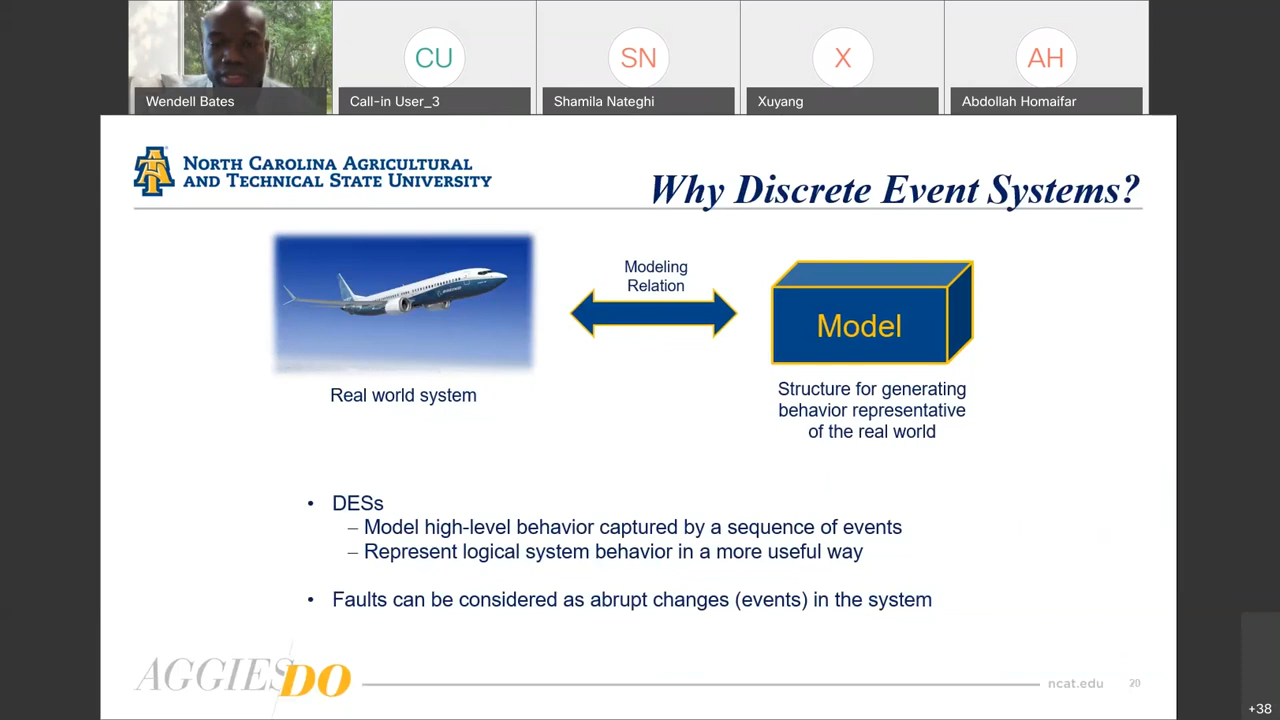 CU
SN
X
AH
Wendell Bates
Call-in User_3
Shamila Nateghi
Xuyang
Abdollah Homaifar
NORTH CAROLINA AGRICULTURAL
AND TECHNICAL STATE UNIVERSITY
Why Discrete Event Systems?
Modeling
Relation
Model
Real world system
Structure for generating
behavior representative
of the real world
• DESs
– Model high-level behavior captured by a sequence of events
– Represent logical system behavior in a more useful way
• Faults can be considered as abrupt changes (events) in the system
AGGIES DO
ncat.edu
20
+38